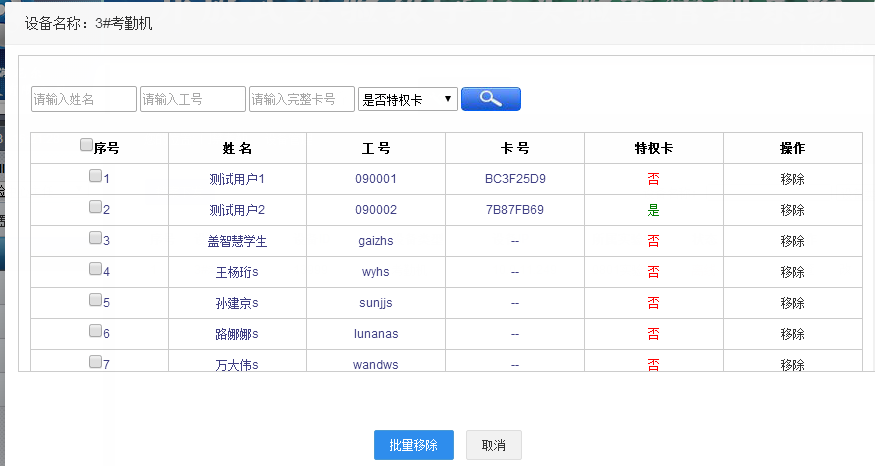 设备名称：3#考勤机
请输入姓名 请输入工号 请输入完整卡号 是否特权卡
序号 姓 名 工 号 卡 号 特权卡 操作
1 测试用户1 090001 BC3F25D9 否 移除
2 测试用户2 090002 7B87FB69 是 移除
3 盖智慧学生 gaizhs -- 否 移除
4 王杨珩s wyhs -- 否 移除
5 孙建京s sunjjs -- 否 移除
6 路娜娜s lunanas -- 否 移除
7 万大伟s wandws -- 否 移除
批量移除 取消